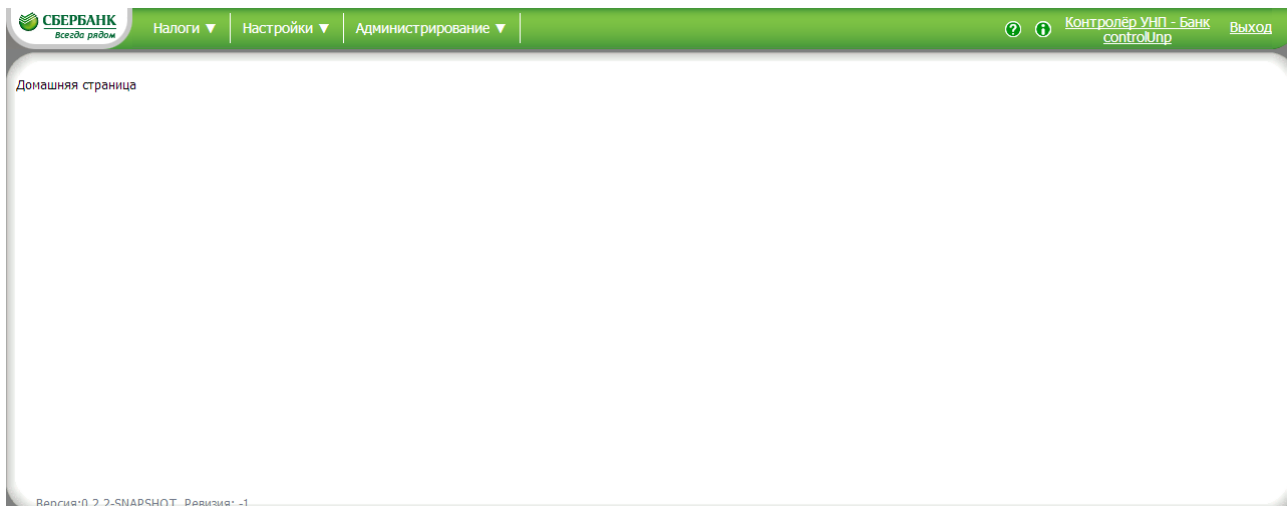 СБЕРБАНК
Всегда рядом
Налоги ▼
Настройки ▼
Администрирование ▼
Контролёр УНП - Банк
controlUnp
Выход
Домашняя страница
Версия:0.2.2-SNAPSHOT Ревизия: -1